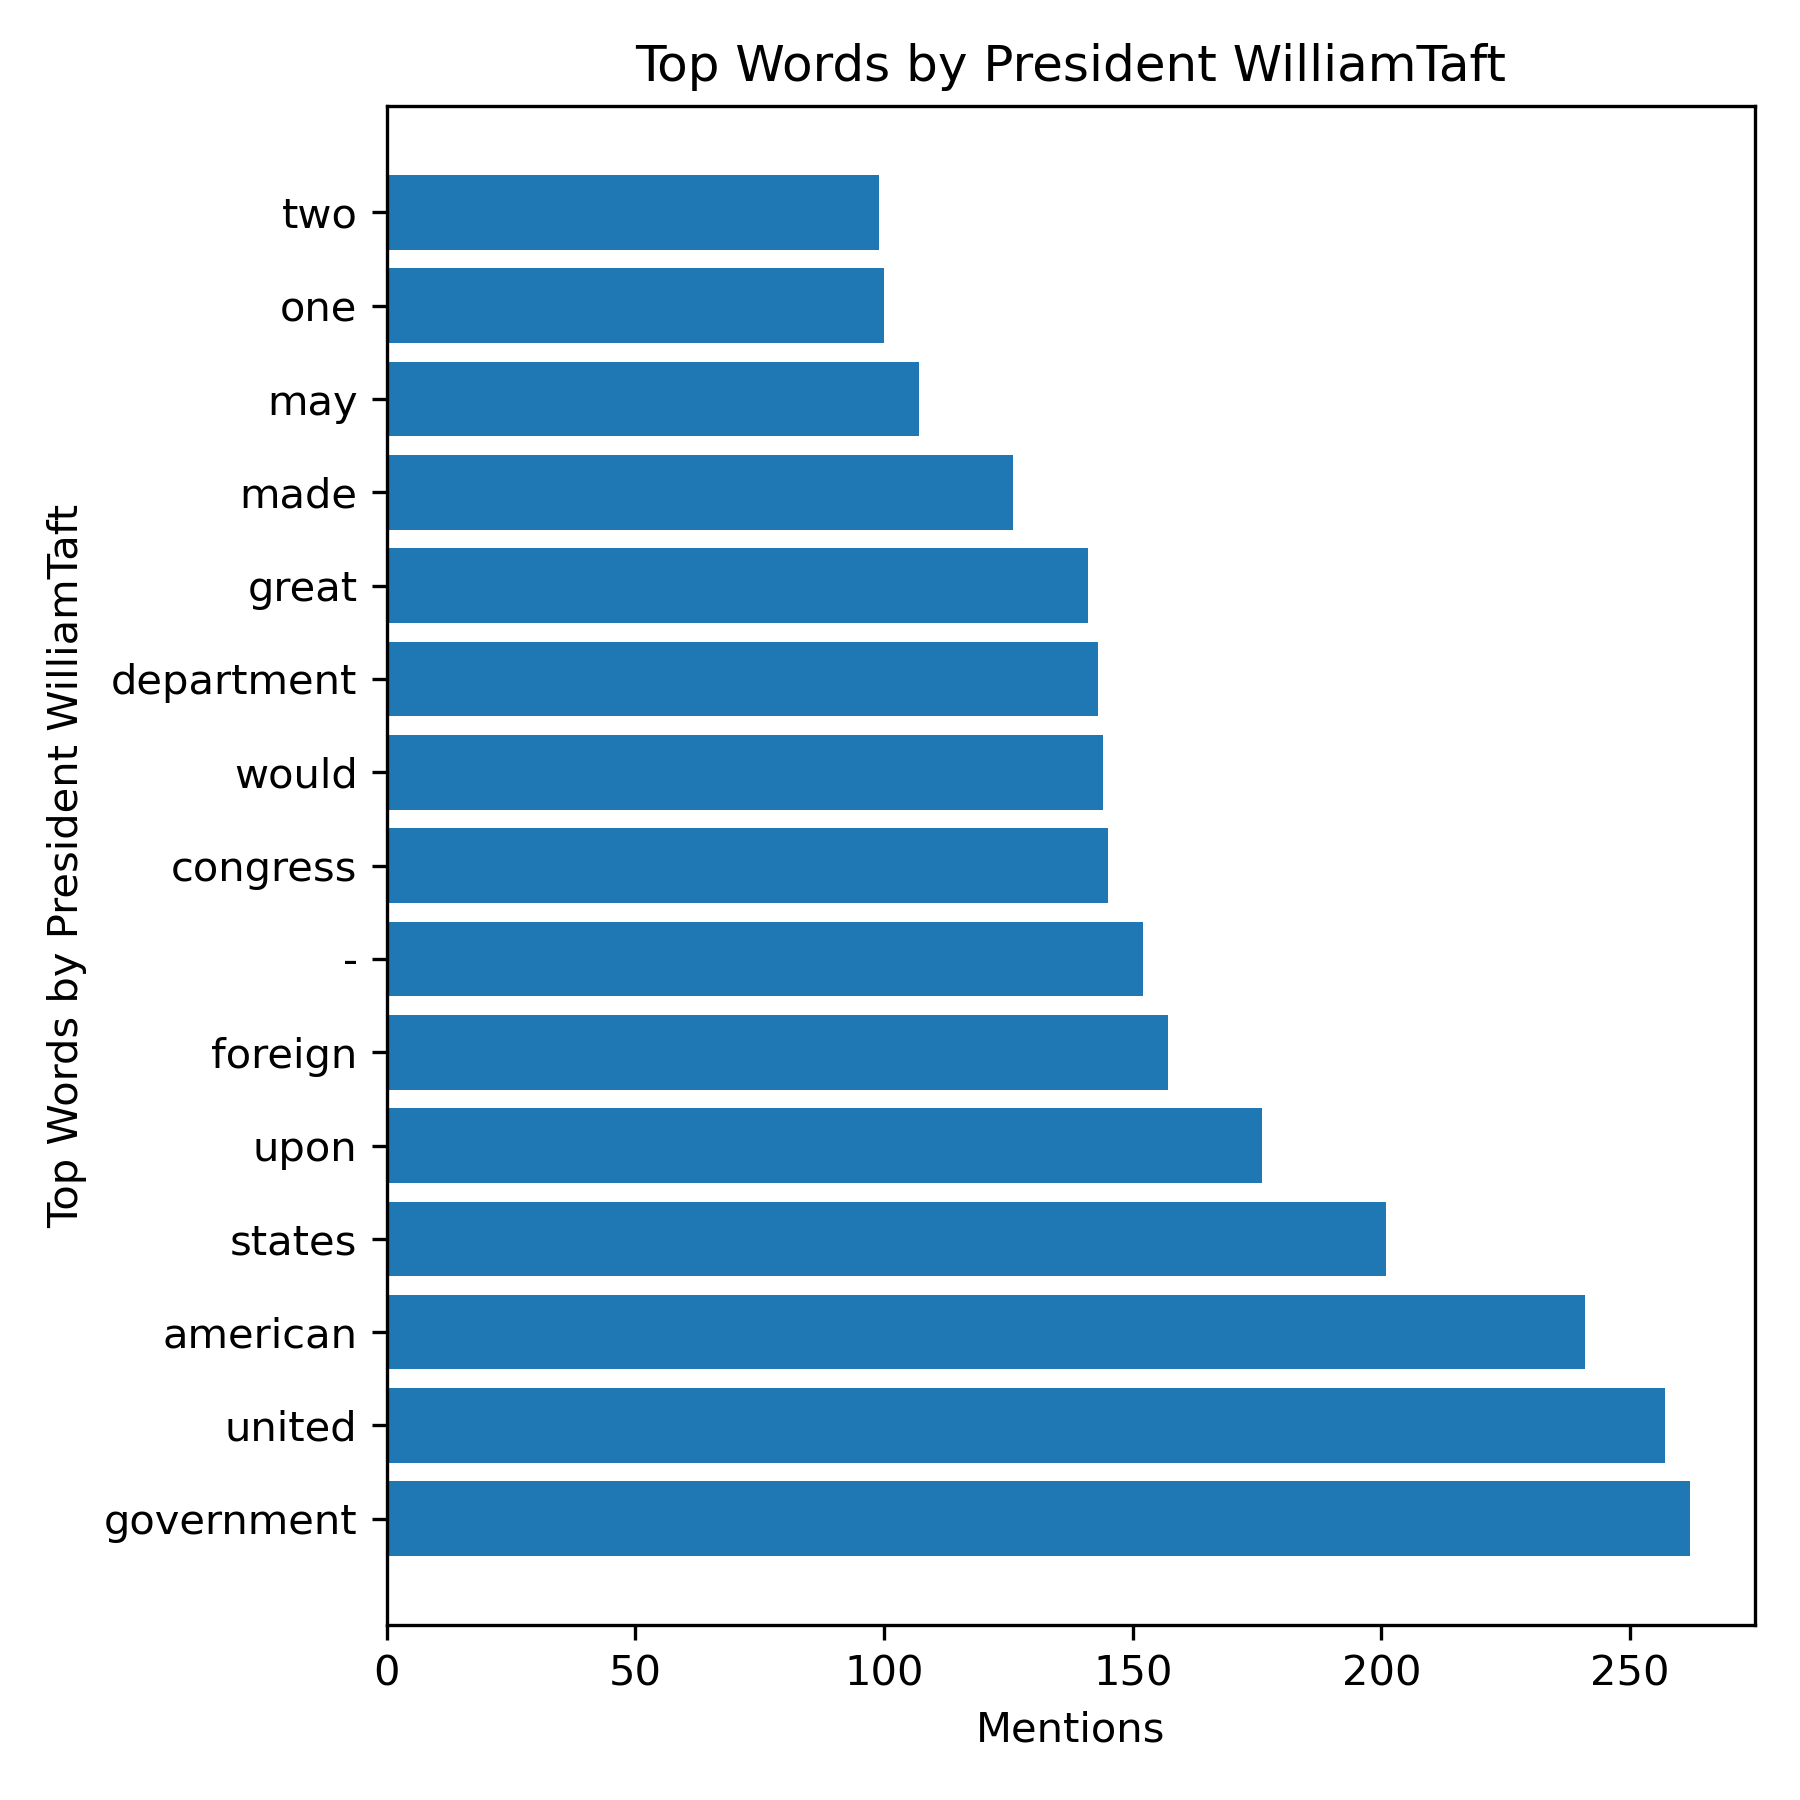 Top Words by President WilliamTaft
Top Words by President WilliamTaft
two
one
may
made
great
department
would
congress
-
foreign
upon
states
american
united
government
0 50 100 150 200 250
Mentions